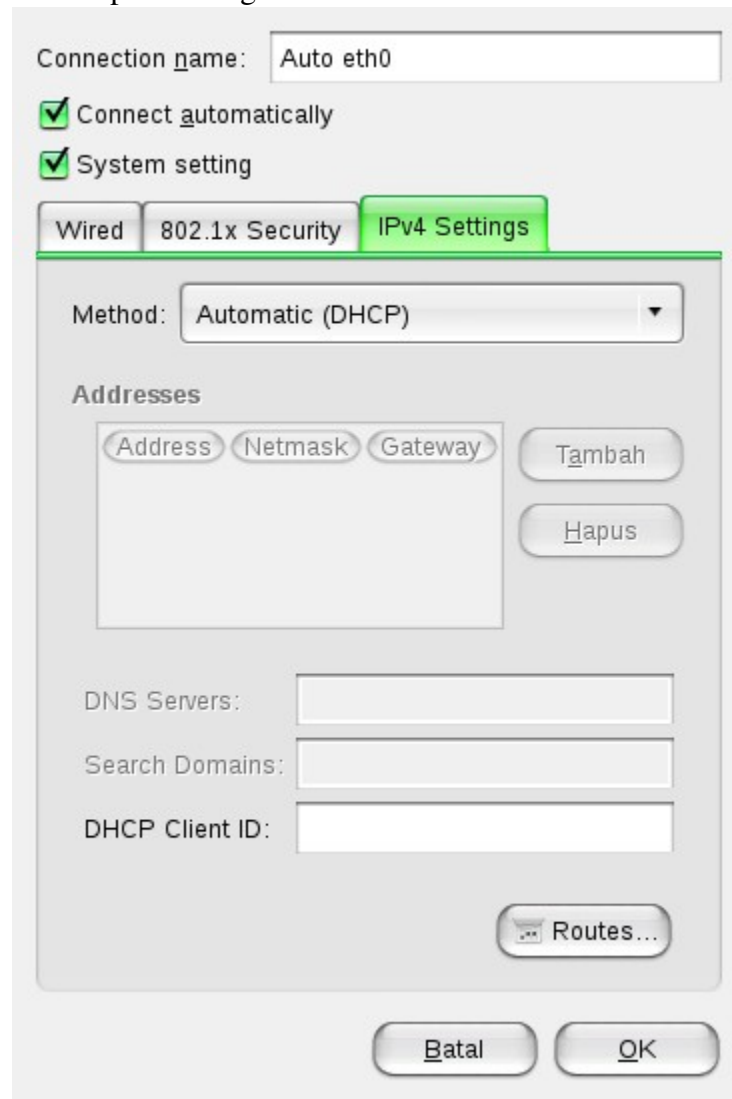 Connection name: Auto eth0
Connect automatically
System setting
Wired 802.1x Security IPv4 Settings
Method: Automatic (DHCP)
Addresses
Address Netmask Gateway
Tambah
Hapus
DNS Servers:
Search Domains:
DHCP Client ID:
Routes...
Batal OK